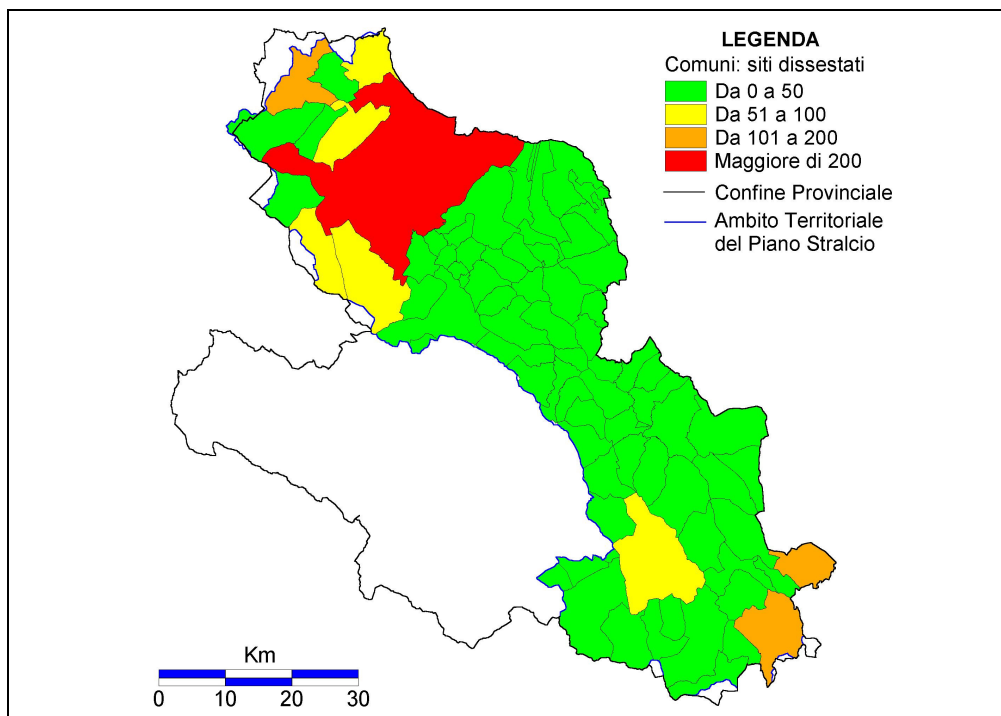 LEGENDA
Comuni: siti dissestati
Da 0 a 50
Da 51 a 100
Da 101 a 200
Maggiore di 200
Confine Provinciale
Ambito Territoriale
del Piano Stralcio
Km
0 10 20 30